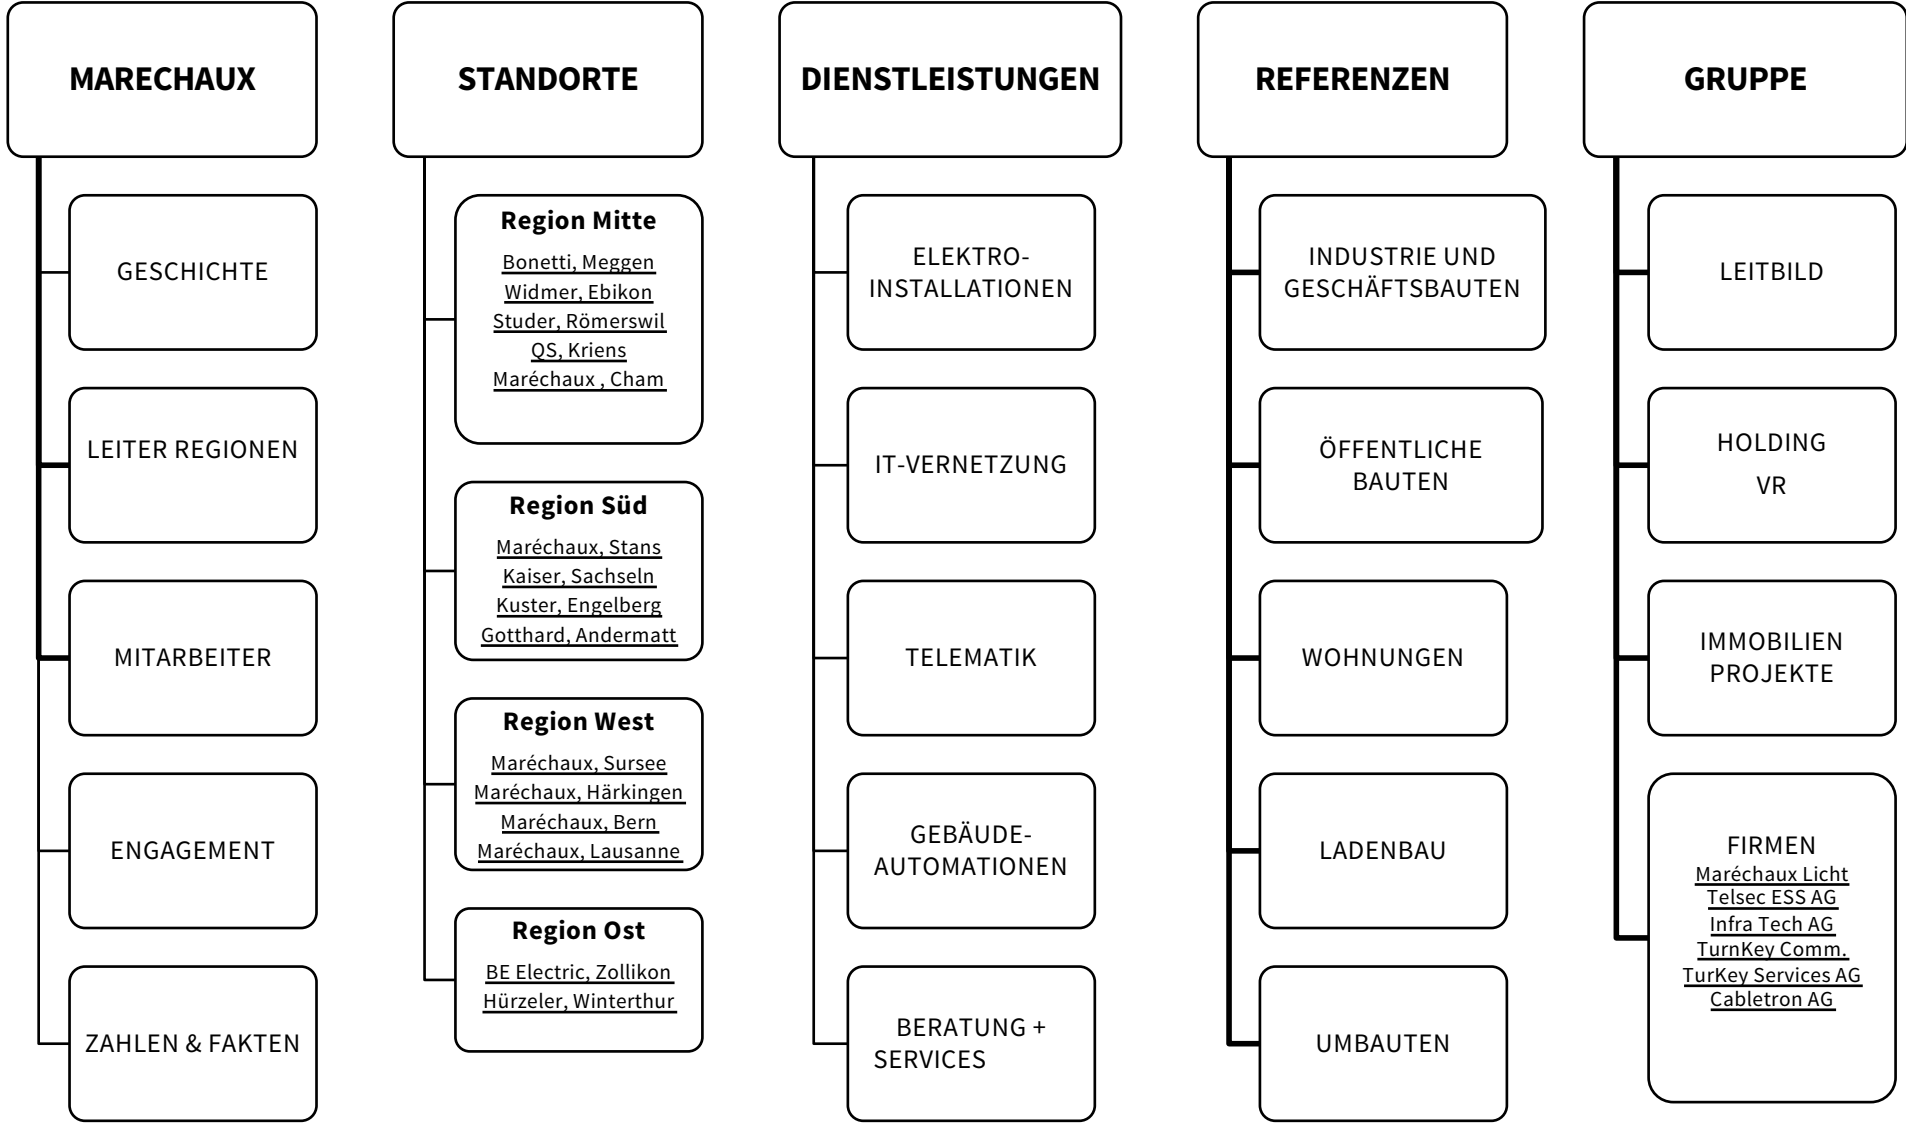 MARECHAUX
GESCHICHTE
LEITER REGIONEN
MITARBEITER
ENGAGEMENT
ZAHLEN & FAKTEN
STANDORTE
Region Mitte
Bonetti, Meggen
Widmer, Ebikon
Studer, Römerswil
QS, Kriens
Maréchaux , Cham
Region Süd
Maréchaux, Stans
Kaiser, Sachseln
Kuster, Engelberg
Gotthard, Andermatt
Region West
Maréchaux, Sursee
Maréchaux, Härkingen
Maréchaux, Bern
Maréchaux, Lausanne
Region Ost
BE Electric, Zollikon
Hürzeler, Winterthur
DIENSTLEISTUNGEN
ELEKTRO-
INSTALLATIONEN
IT-VERNETZUNG
TELEMATIK
GEBÄUDE-
AUTOMATIONEN
BERATUNG +
SERVICES
REFERENZEN
INDUSTRIE UND
GESCHÄFTSBAUTEN
ÖFFENTLICHE
BAUTEN
WOHNUNGEN
LADENBAU
UMBAUTEN
GRUPPE
LEITBILD
HOLDING
VR
IMMOBILIEN
PROJEKTE
FIRMEN
Maréchaux Licht
Telsec ESS AG
Infra Tech AG
TurnKey Comm.
TurKey Services AG
Cabletron AG